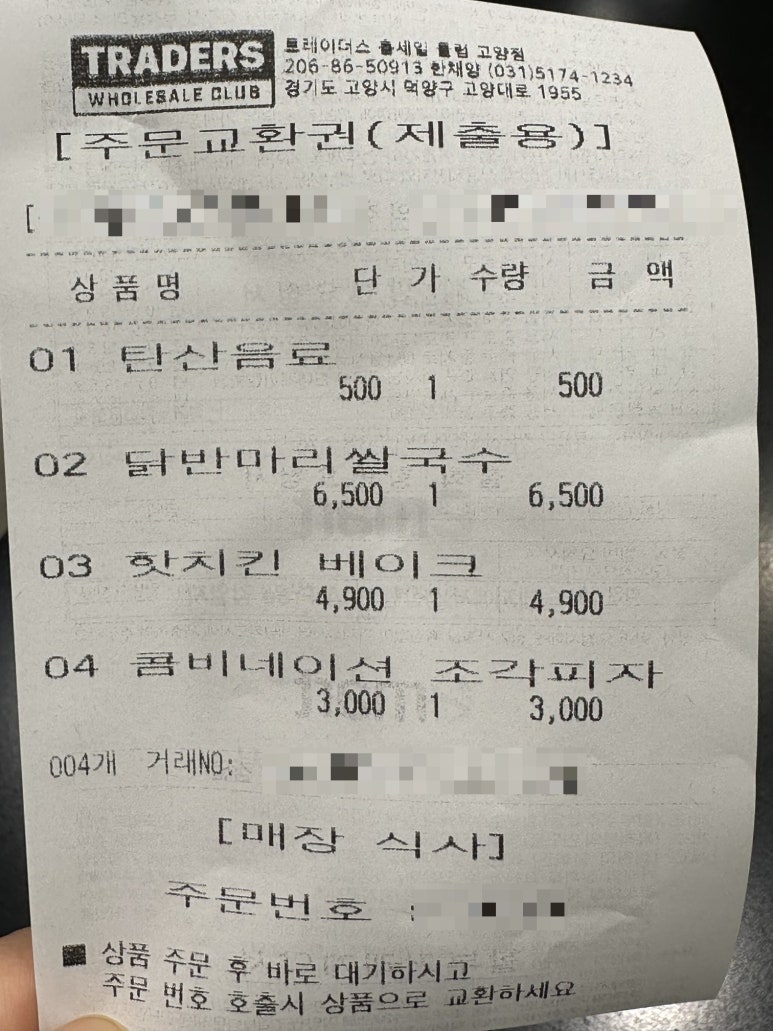 TRADERS
WHOLESALE CLUB
트레이더스 홀세일 클럽 고양점
206-86-50913 한채양 (031)5174-1234
경기도 고양시 덕양구 고양대로 1955
[주문교환권(제출용)]
[
상품명 단가 수량 금액
01 탄산음료
500 1 500
02 닭반마리쌀국수
6,500 1 6,500
03 핫치킨 베이크
4,900 1 4,900
04 콤비네이션 조각피자
3,000 1 3,000
004개 거래NO:
[매장 식사]
주문번호 :
■ 상품 주문 후 바로 대기하시고
주문 번호 호출시 상품으로 교환하세요